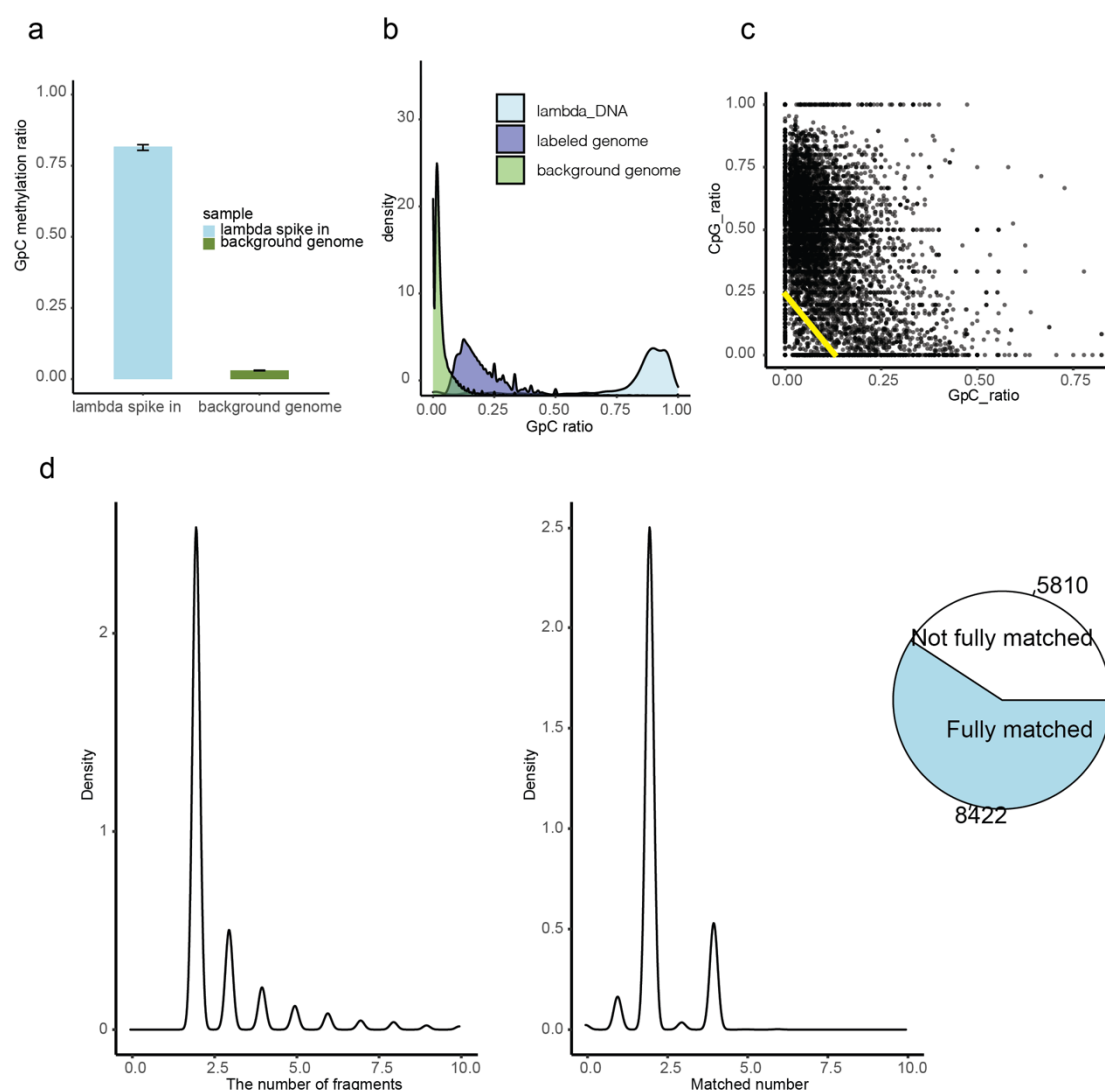 a
GpC methylation ratio
1.00
0.75
0.50
0.25
0.00
lambda spike in
background genome
sample
lambda spike in
background genome
b
density
30
20
10
0
0.00
0.25
0.50
0.75
1.00
GpC ratio
lambda_DNA
labeled genome
background genome
c
CpG_ratio
1.00
0.75
0.50
0.25
0.00
0.00
0.25
0.50
0.75
GpC_ratio
d
Density
2
1
0
0.0
2.5
5.0
7.5
10.0
The number of fragments
Density
2.5
2.0
1.5
1.0
0.5
0.0
0.0
2.5
5.0
7.5
10.0
Matched number
5810
Not fully matched
Fully matched
8422